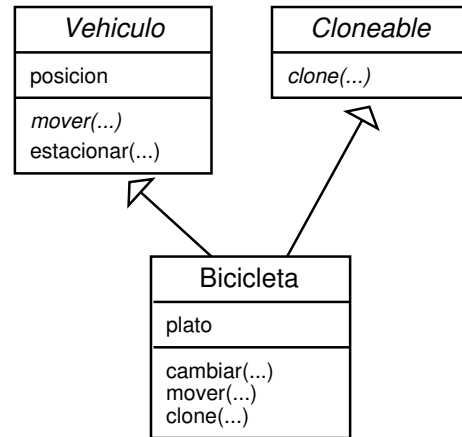 Vehiculo
posicion
mover(...)
estacionar(...)
Cloneable
clone(...)
Bicicleta
plato
cambiar(...)
mover(...)
clone(...)